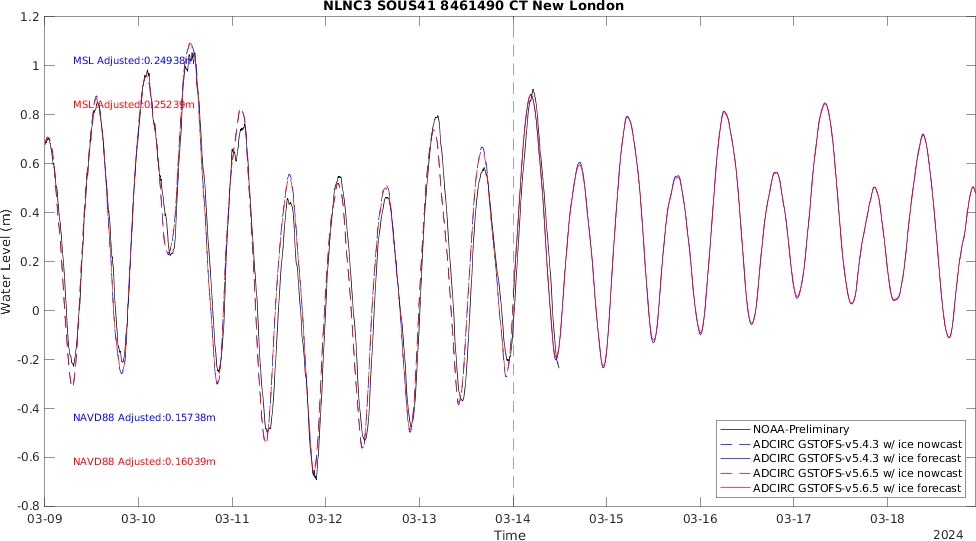 NLNC3 SOUS41 8461490 CT New London
1.2
1
0.8
0.6
0.4
0.2
0
-0.2
-0.4
-0.6
-0.8
Water Level (m)
MSL Adjusted:0.24938m
MSL Adjusted:0.25239m
NAVD88 Adjusted:0.15738m
NAVD88 Adjusted:0.16039m
NOAA-Preliminary
ADCIRC GSTOFS-v5.4.3 w/ ice nowcast
ADCIRC GSTOFS-v5.4.3 w/ ice forecast
ADCIRC GSTOFS-v5.6.5 w/ ice nowcast
ADCIRC GSTOFS-v5.6.5 w/ ice forecast
03-09 03-10 03-11 03-12 03-13 03-14 03-15 03-16 03-17 03-18
Time
2024